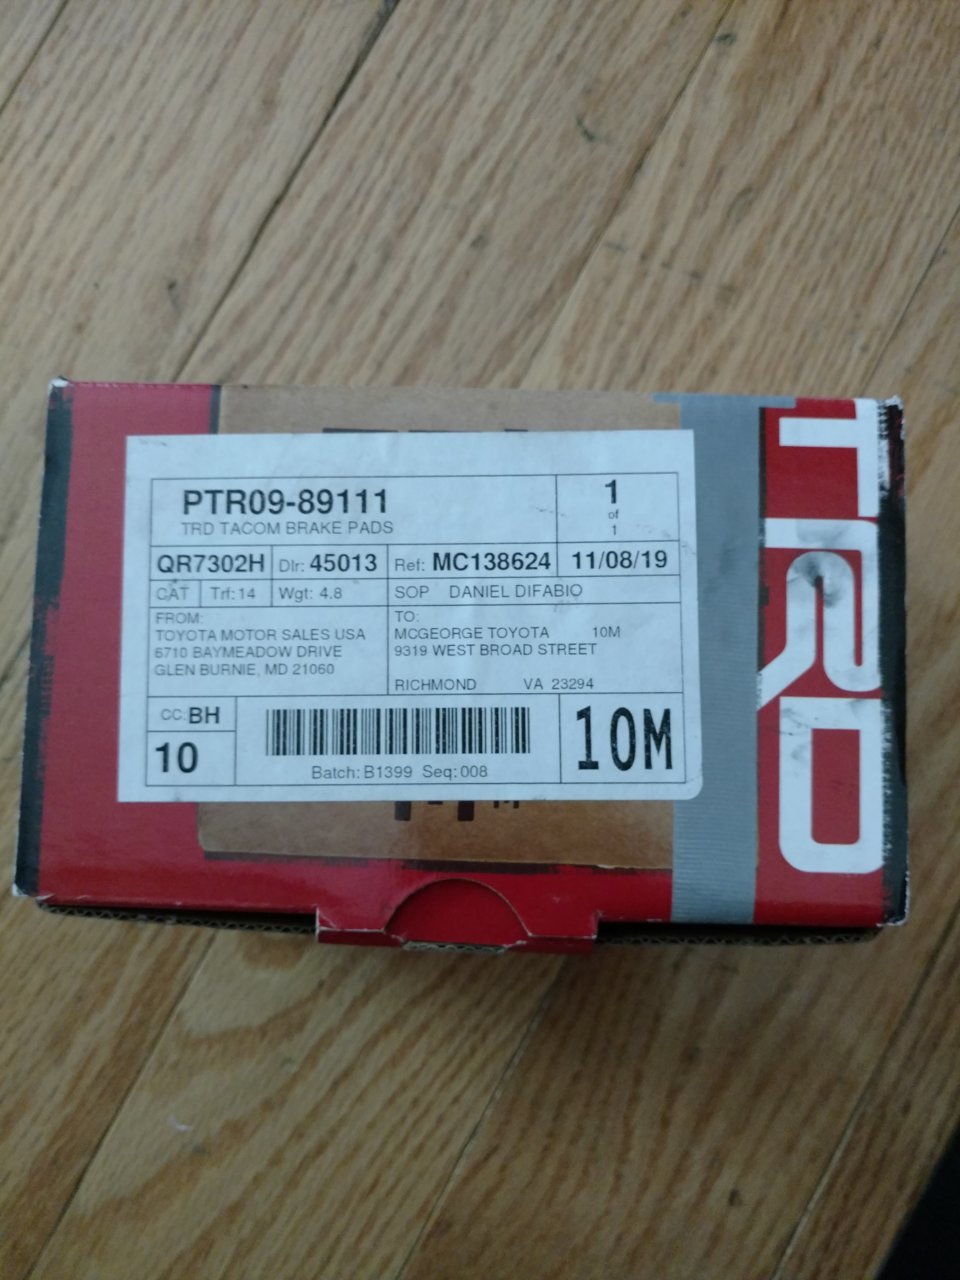 PTR09-89111
TRD TACOM BRAKE PADS
1
of
1
QR7302H Dlr: 45013 Ref: MC138624 11/08/19
CAT Trf: 14 Wgt: 4.8 SOP DANIEL DIFABIO
FROM:
TOYOTA MOTOR SALES USA
6710 BAYMEADOW DRIVE
GLEN BURNIE, MD 21060
TO:
MCGEORGE TOYOTA 10M
9319 WEST BROAD STREET
RICHMOND VA 23294
CC: BH
10
Batch: B1399 Seq: 008
10M
TRD